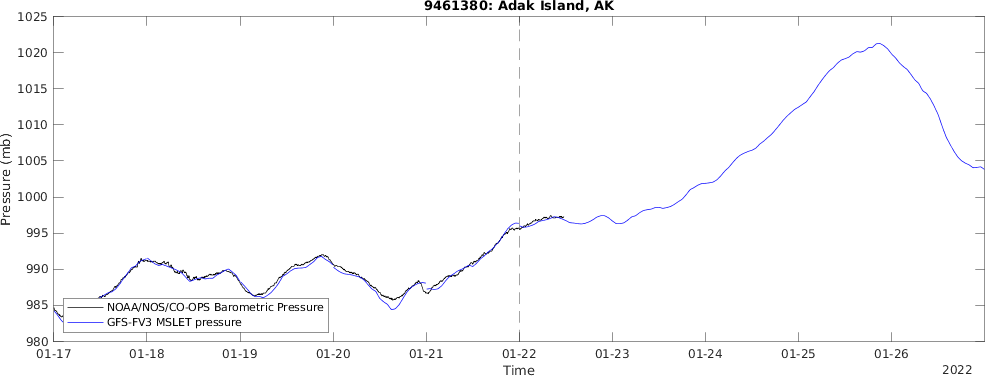 9461380: Adak Island, AK
1025
1020
1015
1010
1005
1000
995
990
985
980
Pressure (mb)
NOAA/NOS/CO-OPS Barometric Pressure
GFS-FV3 MSLET pressure
01-17 01-18 01-19 01-20 01-21 01-22 01-23 01-24 01-25 01-26
Time
2022